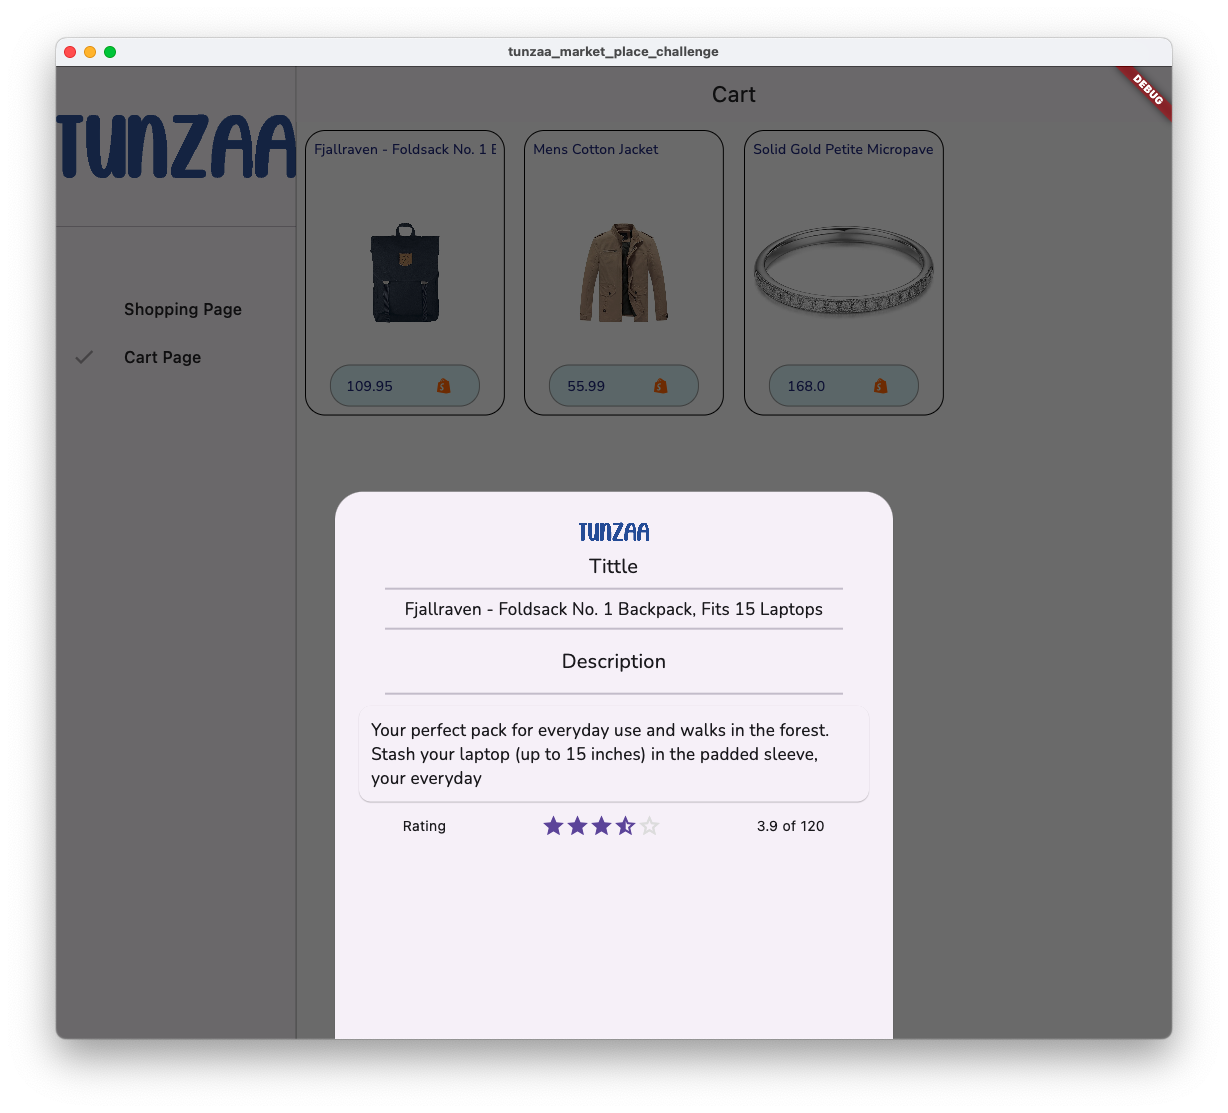 tunzaa_market_place_challenge
DEBUG
TUNZAA
Shopping Page
Cart Page
Cart
Fjallraven - Foldsack No. 1
Mens Cotton Jacket
Solid Gold Petite Micropave
109.95
55.99
168.0
TUNZAA
Tittle
Fjallraven - Foldsack No. 1 Backpack, Fits 15 Laptops
Description
Your perfect pack for everyday use and walks in the forest.
Stash your laptop (up to 15 inches) in the padded sleeve,
your everyday
Rating
3.9 of 120